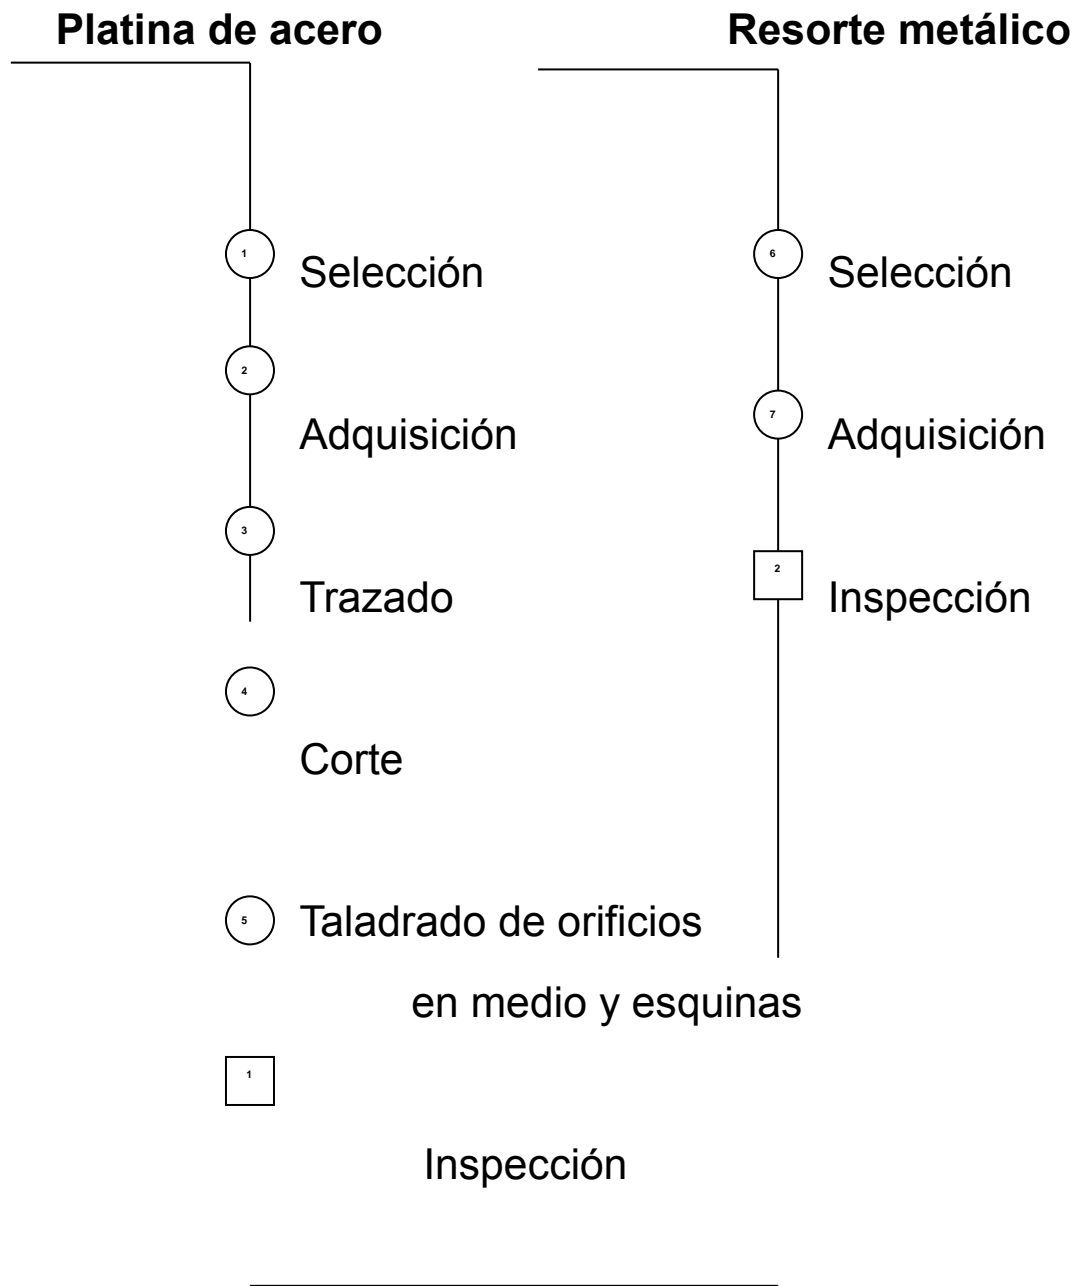 Platina de acero
Resorte metálico
1
Selección
6
Selección
2
Adquisición
7
Adquisición
3
Trazado
2
Inspección
4
Corte
5
Taladrado de orificios
en medio y esquinas
1
Inspección